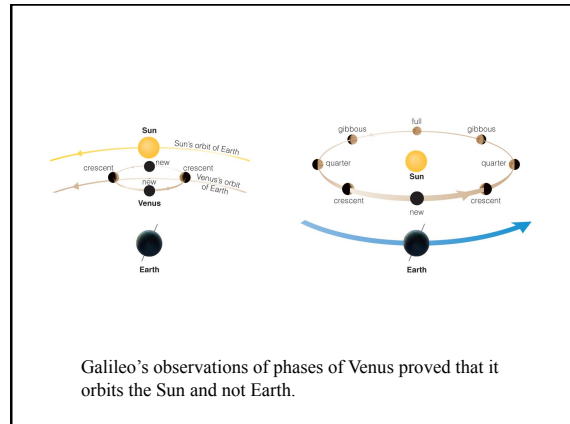 Sun
Sun's orbit of Earth
new
crescent
crescent
new
Venus's orbit
of Earth
Venus
Earth
full
gibbous
gibbous
quarter
quarter
Sun
crescent
crescent
new
Earth
Galileo's observations of phases of Venus proved that it
orbits the Sun and not Earth.